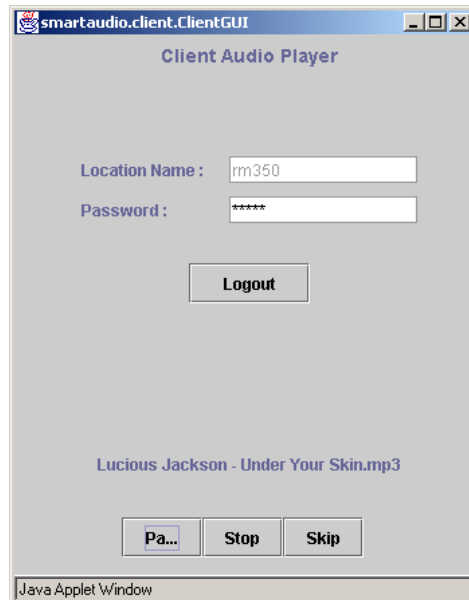 smartaudio.client.ClientGUI
Client Audio Player
Location Name : rm350
Password : *****
Logout
Lucious Jackson - Under Your Skin.mp3
Pa... Stop Skip
Java Applet Window